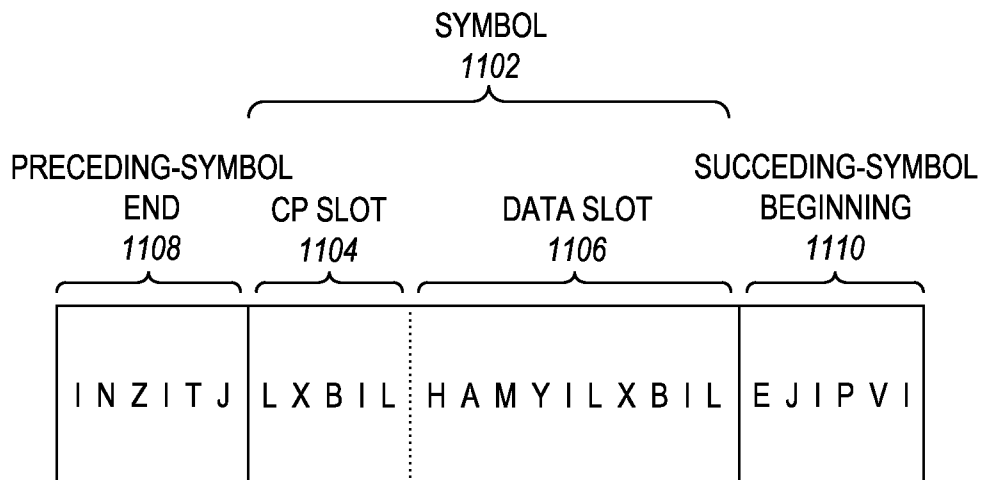 SYMBOL
1102
PRECEDING-SYMBOL
END
1108
CP SLOT
1104
DATA SLOT
1106
SUCCEDING-SYMBOL
BEGINNING
1110
I N Z I T J L X B I L H A M Y I L X B I L E J I P V I